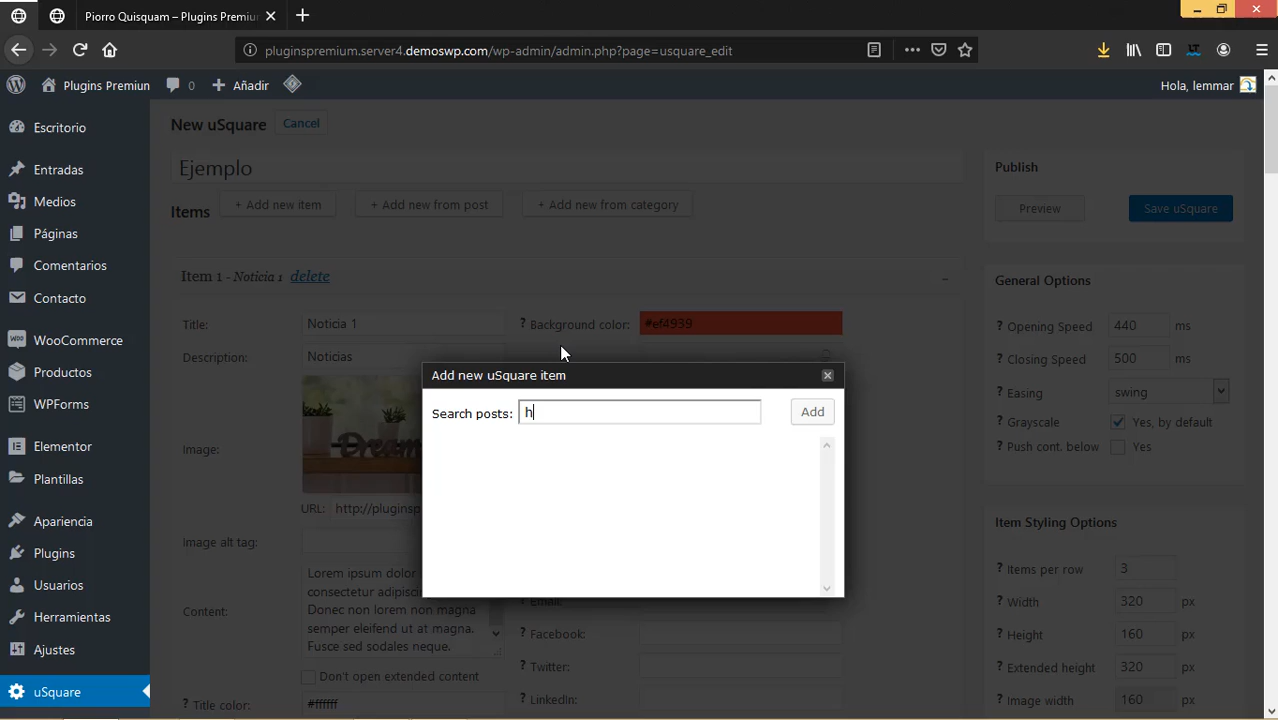 Piorro Quisquam – Plugins Premiu
pluginspremium.server4.demoswp.com/wp-admin/admin.php?page=usquare_edit
Plugins Premiun
0
Añadir
Hola, lemmar
Escritorio
Entradas
Medios
Páginas
Comentarios
Contacto
WooCommerce
Productos
WPForms
Elementor
Plantillas
Apariencia
Plugins
Usuarios
Herramientas
Ajustes
uSquare
New uSquare
Cancel
Ejemplo
Items
+ Add new item
+ Add new from post
+ Add new from category
Item 1 - Noticia 1 delete
Title:
Noticia 1
? Background color:
#ef4939
Description:
Noticias
Image:
Dream
URL:
http://pluginsp
Image alt tag:
Content:
Lorem ipsum dolor
consectetur adipisci
Donec non lorem non magna
semper eleifend ut at magna.
Fusce sed sodales neque.
Don't open extended content
? Title color:
#ffffff
Add new uSquare item
Search posts:
h
Add
? Email:
? Facebook:
? Twitter:
? LinkedIn:
Publish
Preview
Save uSquare
General Options
? Opening Speed
440
ms
? Closing Speed
500
ms
? Easing
swing
? Grayscale
Yes, by default
? Push cont. below
Yes
Item Styling Options
? Items per row
3
? Width
320
px
? Height
160
px
? Extended height
320
px
? Image width
160
px